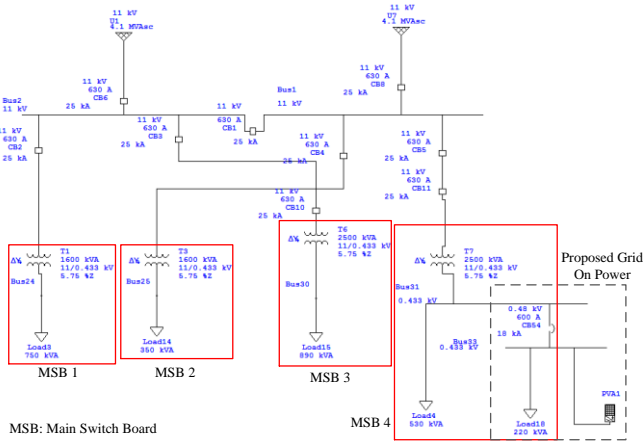 11 kV
U1
4.1 MVAsc
11 kV
U7
4.1 MVAsc
11 kV
630 A
CB6
25 kA
11 kV
630 A
CB8
25 kA
Bus2
11 kV
Bus1
11 kV
11 kV
630 A
CB2
25 kA
11 kV
630 A
CB3
25 kA
11 kV
630 A
CB1
25 kA
11 kV
630 A
CB4
25 kA
11 kV
630 A
CB5
25 kA
11 kV
630 A
CB11
25 kA
11 kV
630 A
CB10
25 kA
T1
1600 kVA
11/0.433 kV
5.75 %Z
Bus24
Load3
750 kVA
MSB 1
T3
1600 kVA
11/0.433 kV
5.75 %Z
Bus25
Load14
350 kVA
MSB 2
T6
2500 kVA
11/0.433 kV
5.75 %Z
Bus30
Load15
890 kVA
MSB 3
T7
2500 kVA
11/0.433 kV
5.75 %Z
Bus31
0.433 kV
Proposed Grid
On Power
0.48 kV
600 A
CB54
18 kA
Bus33
0.433 kV
Load4
530 kVA
Load18
220 kVA
PVA1
MSB 4
MSB: Main Switch Board